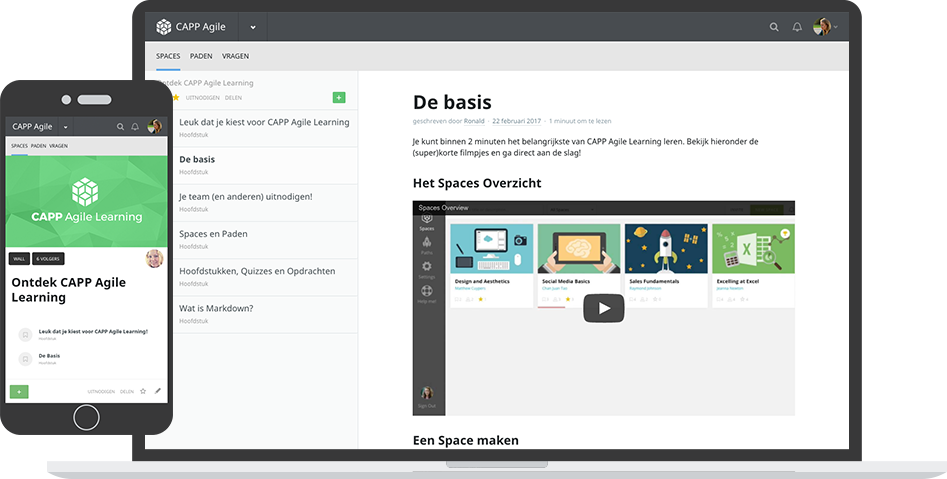 CAPP Agile
SPACES PADEN VRAGEN
ntdek CAPP Agile Learning
UITNODIGEN DELEN
+
Leuk dat je kiest voor CAPP Agile Learning
Hoofdstuk
De basis
Hoofdstuk
Je team (en anderen) uitnodigen!
Hoofdstuk
Spaces en Paden
Hoofdstuk
Hoofdstukken, Quizzes en Opdrachten
Hoofdstuk
Wat is Markdown?
Hoofdstuk
De basis
geschreven door Ronald · 22 februari 2017 · 1 minuut om te lezen
Je kunt binnen 2 minuten het belangrijkste van CAPP Agile Learning leren. Bekijk hieronder de
(super)korte filmpjes en ga direct aan de slag!
Het Spaces Overzicht
Spaces Overview
Spaces
Paths
Settings
Help me!
Sign Out
Design and Aesthetics
Social Media Basics
Sales Fundamentals
Excelling at Excel
Een Space maken
CAPP Agile
SPACES PADEN VRAGEN
CAPP Agile Learning
WALL
6 VOLGERS
Ontdek CAPP Agile
Learning
Leuk dat je kiest voor CAPP Agile Learning!
Hoofdstuk
De Basis
Hoofdstuk
+
UITNODIGEN DELEN